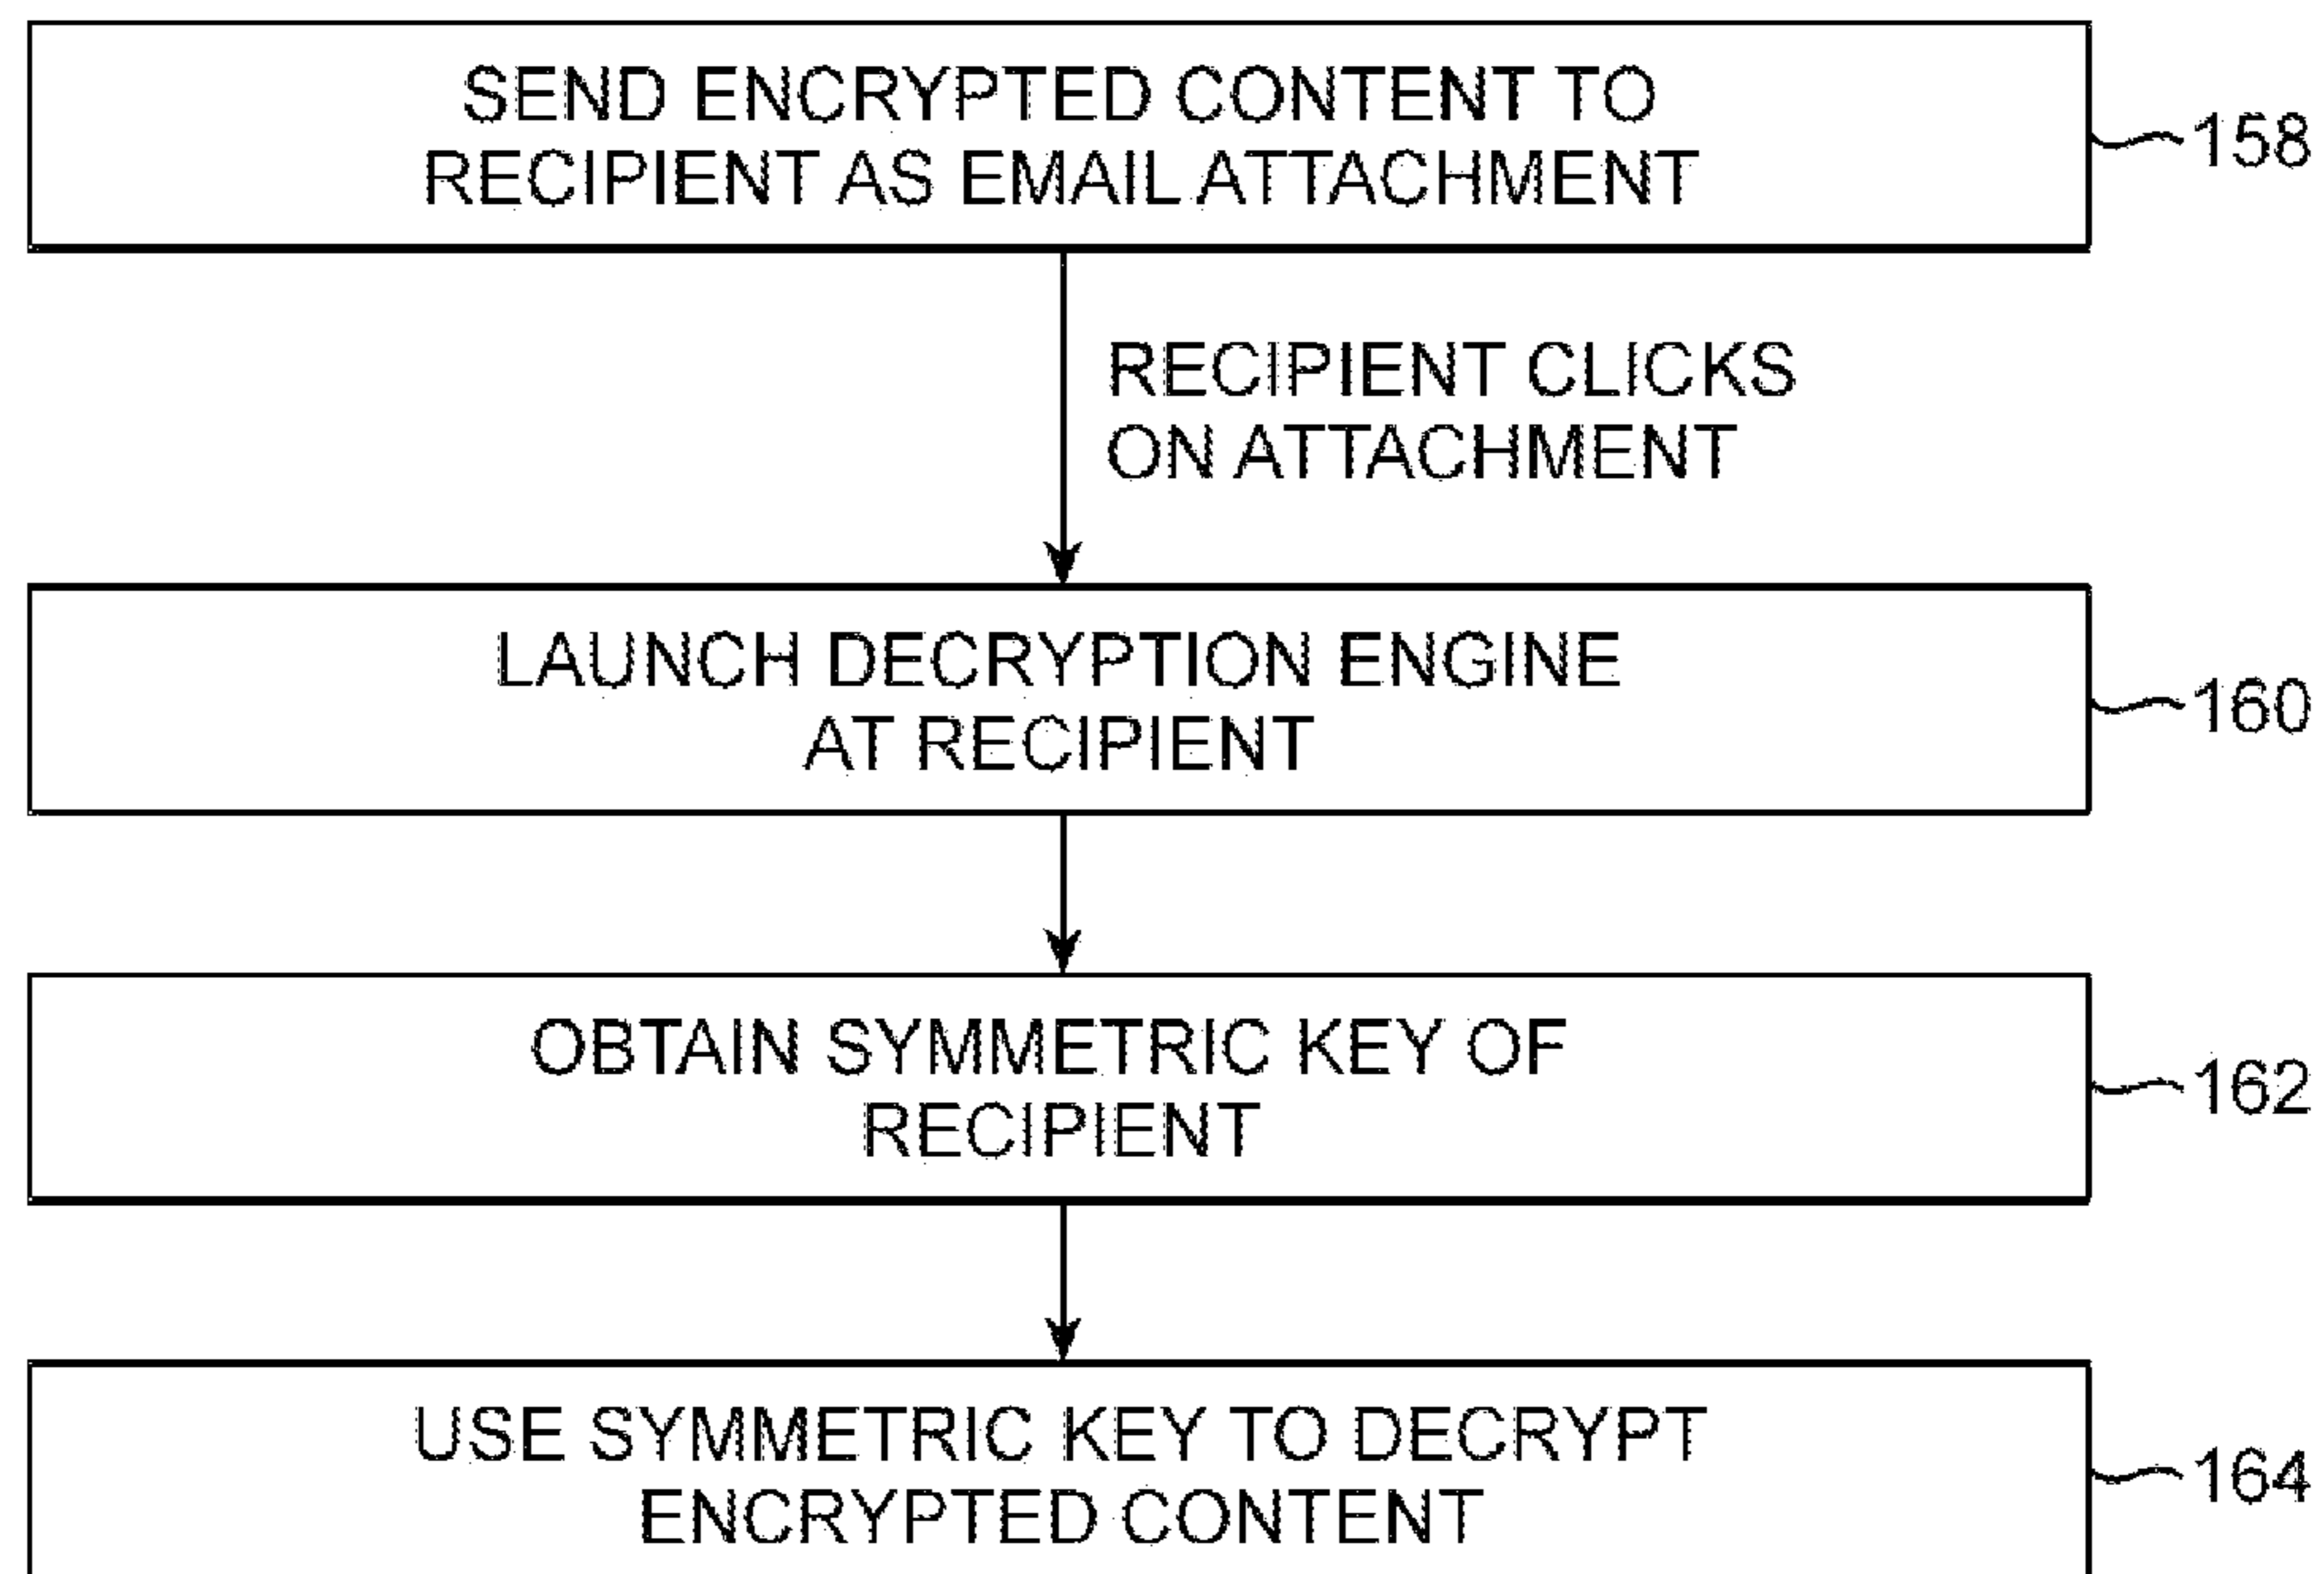 SEND ENCRYPTED CONTENT TO
RECIPIENT AS EMAIL ATTACHMENT
158
RECIPIENT CLICKS
ON ATTACHMENT
LAUNCH DECRYPTION ENGINE
AT RECIPIENT
160
OBTAIN SYMMETRIC KEY OF
RECIPIENT
162
USE SYMMETRIC KEY TO DECRYPT
ENCRYPTED CONTENT
164